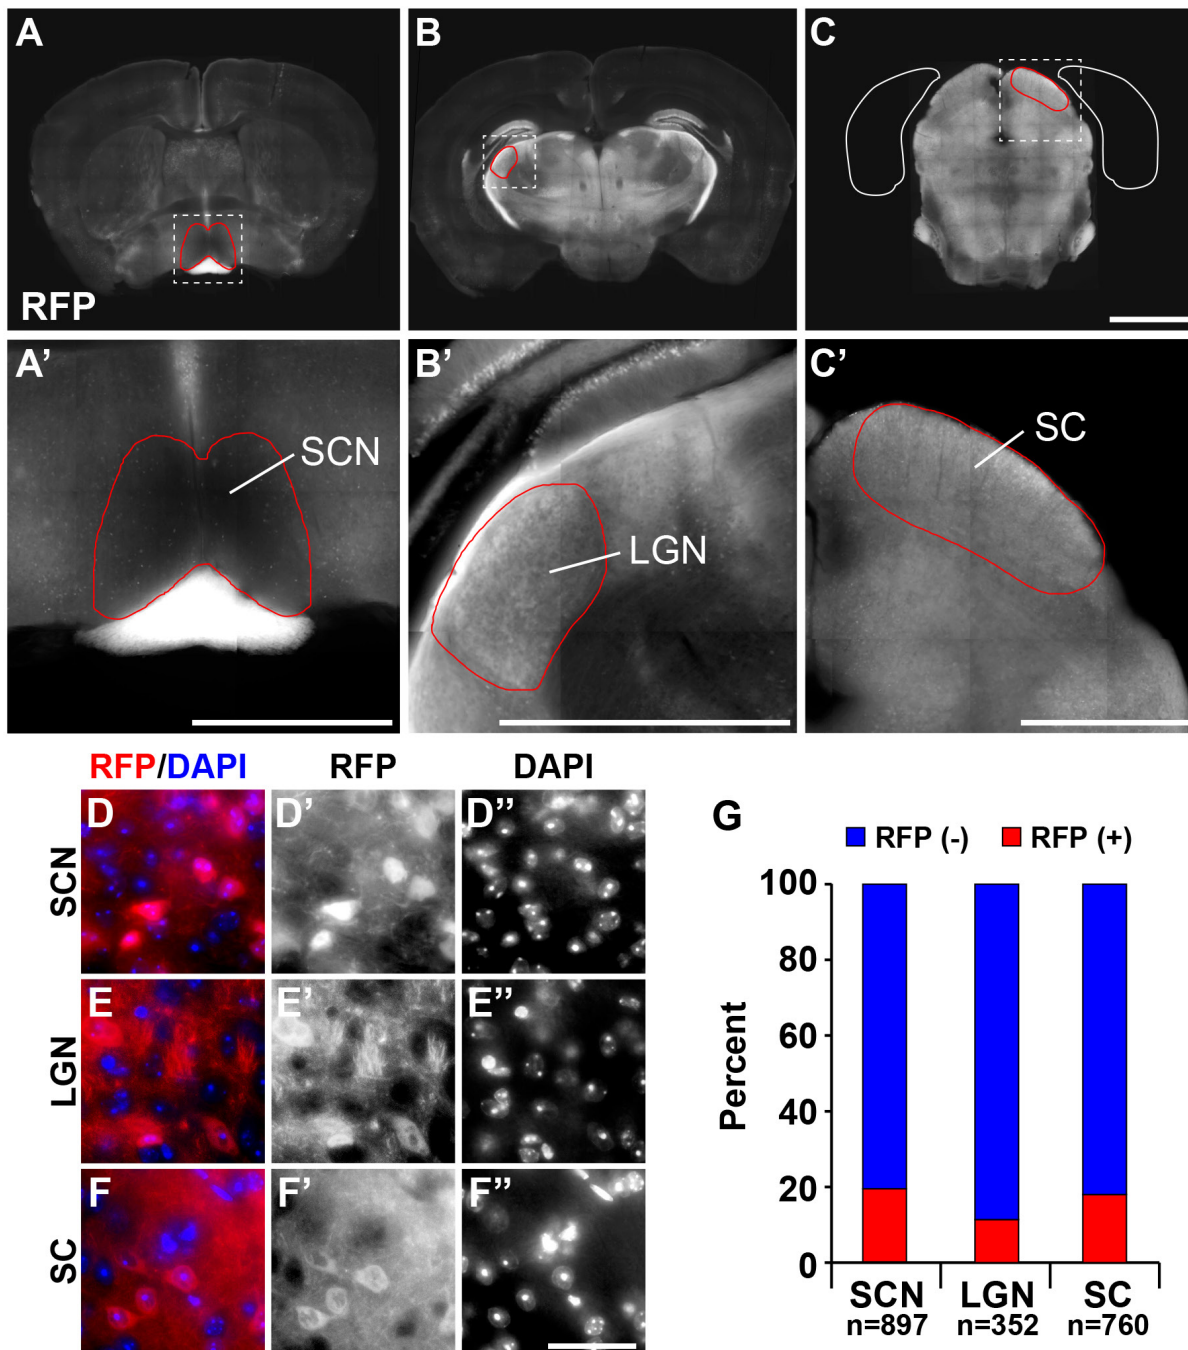 A
B
C
RFP
A’
B’
C’
SCN
LGN
SC
RFP/DAPI
RFP
DAPI
SCN
D
D’
D’’
LGN
E
E’
E’’
SC
F
F’
F’’
G
RFP (-)
RFP (+)
Percent
100
80
60
40
20
0
SCN
LGN
SC
n=897
n=352
n=760